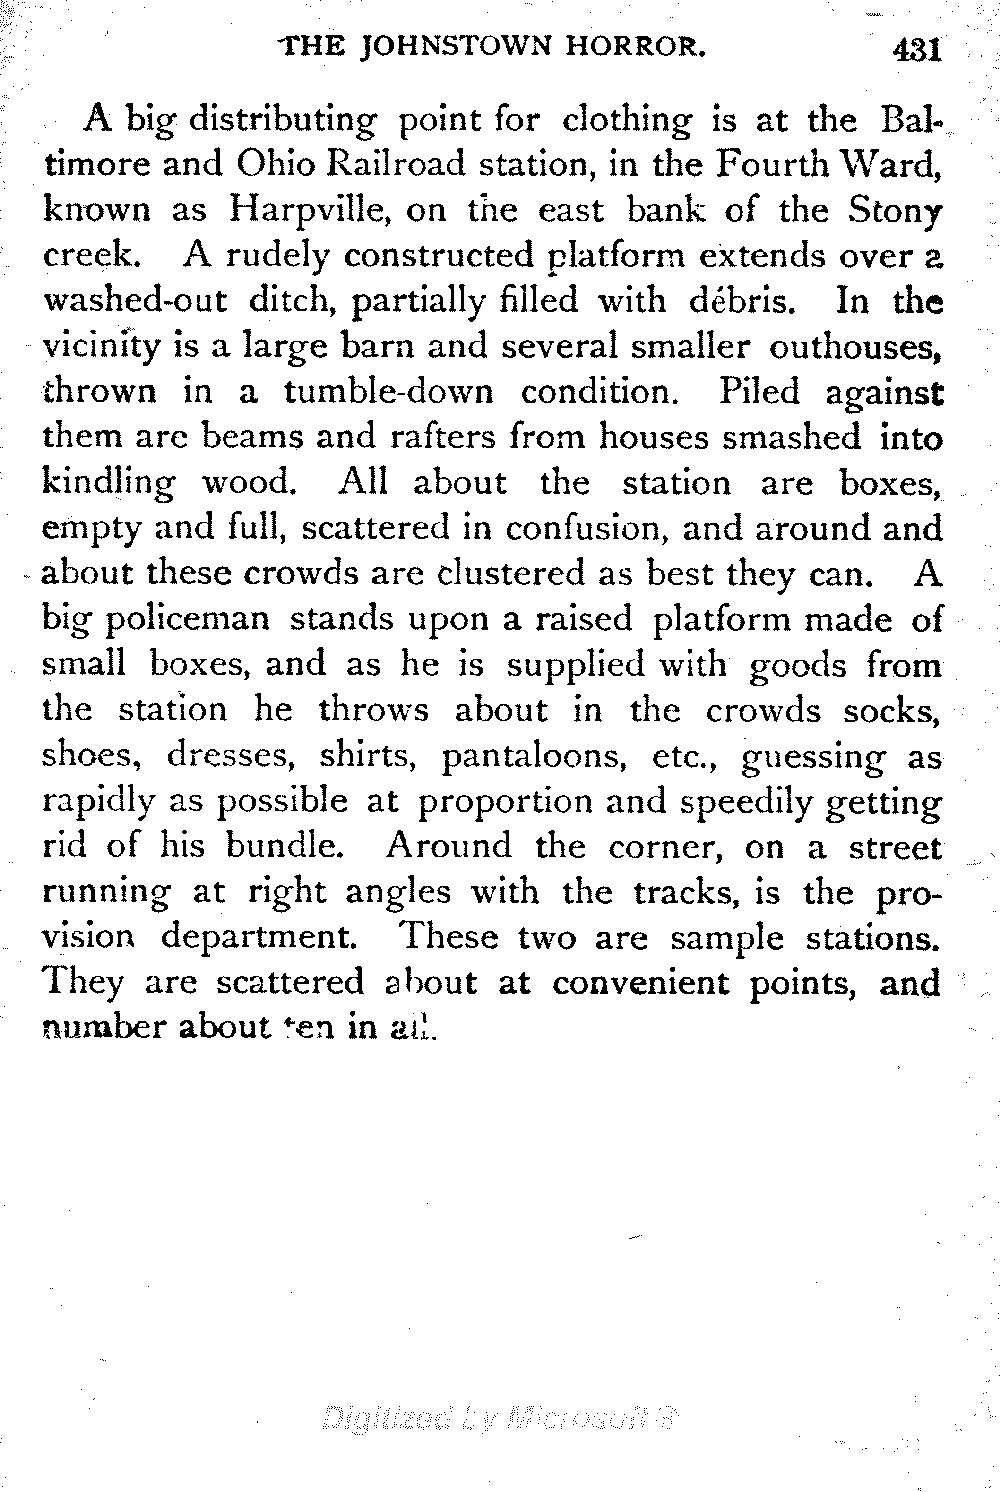 THE JOHNSTOWN HORROR. 431
A big distributing point for clothing is at the Bal-
timore and Ohio Railroad station, in the Fourth Ward,
known as Harpville, on the east bank of the Stony
creek. A rudely constructed platform extends over a
washed-out ditch, partially filled with débris. In the
vicinity is a large barn and several smaller outhouses,
thrown in a tumble-down condition. Piled against
them are beams and rafters from houses smashed into
kindling wood. All about the station are boxes,
empty and full, scattered in confusion, and around and
about these crowds are clustered as best they can. A
big policeman stands upon a raised platform made of
small boxes, and as he is supplied with goods from
the station he throws about in the crowds socks,
shoes, dresses, shirts, pantaloons, etc., guessing as
rapidly as possible at proportion and speedily getting
rid of his bundle. Around the corner, on a street
running at right angles with the tracks, is the pro-
vision department. These two are sample stations.
They are scattered about at convenient points, and
number about ten in all.
Digitized by Microsoft ®